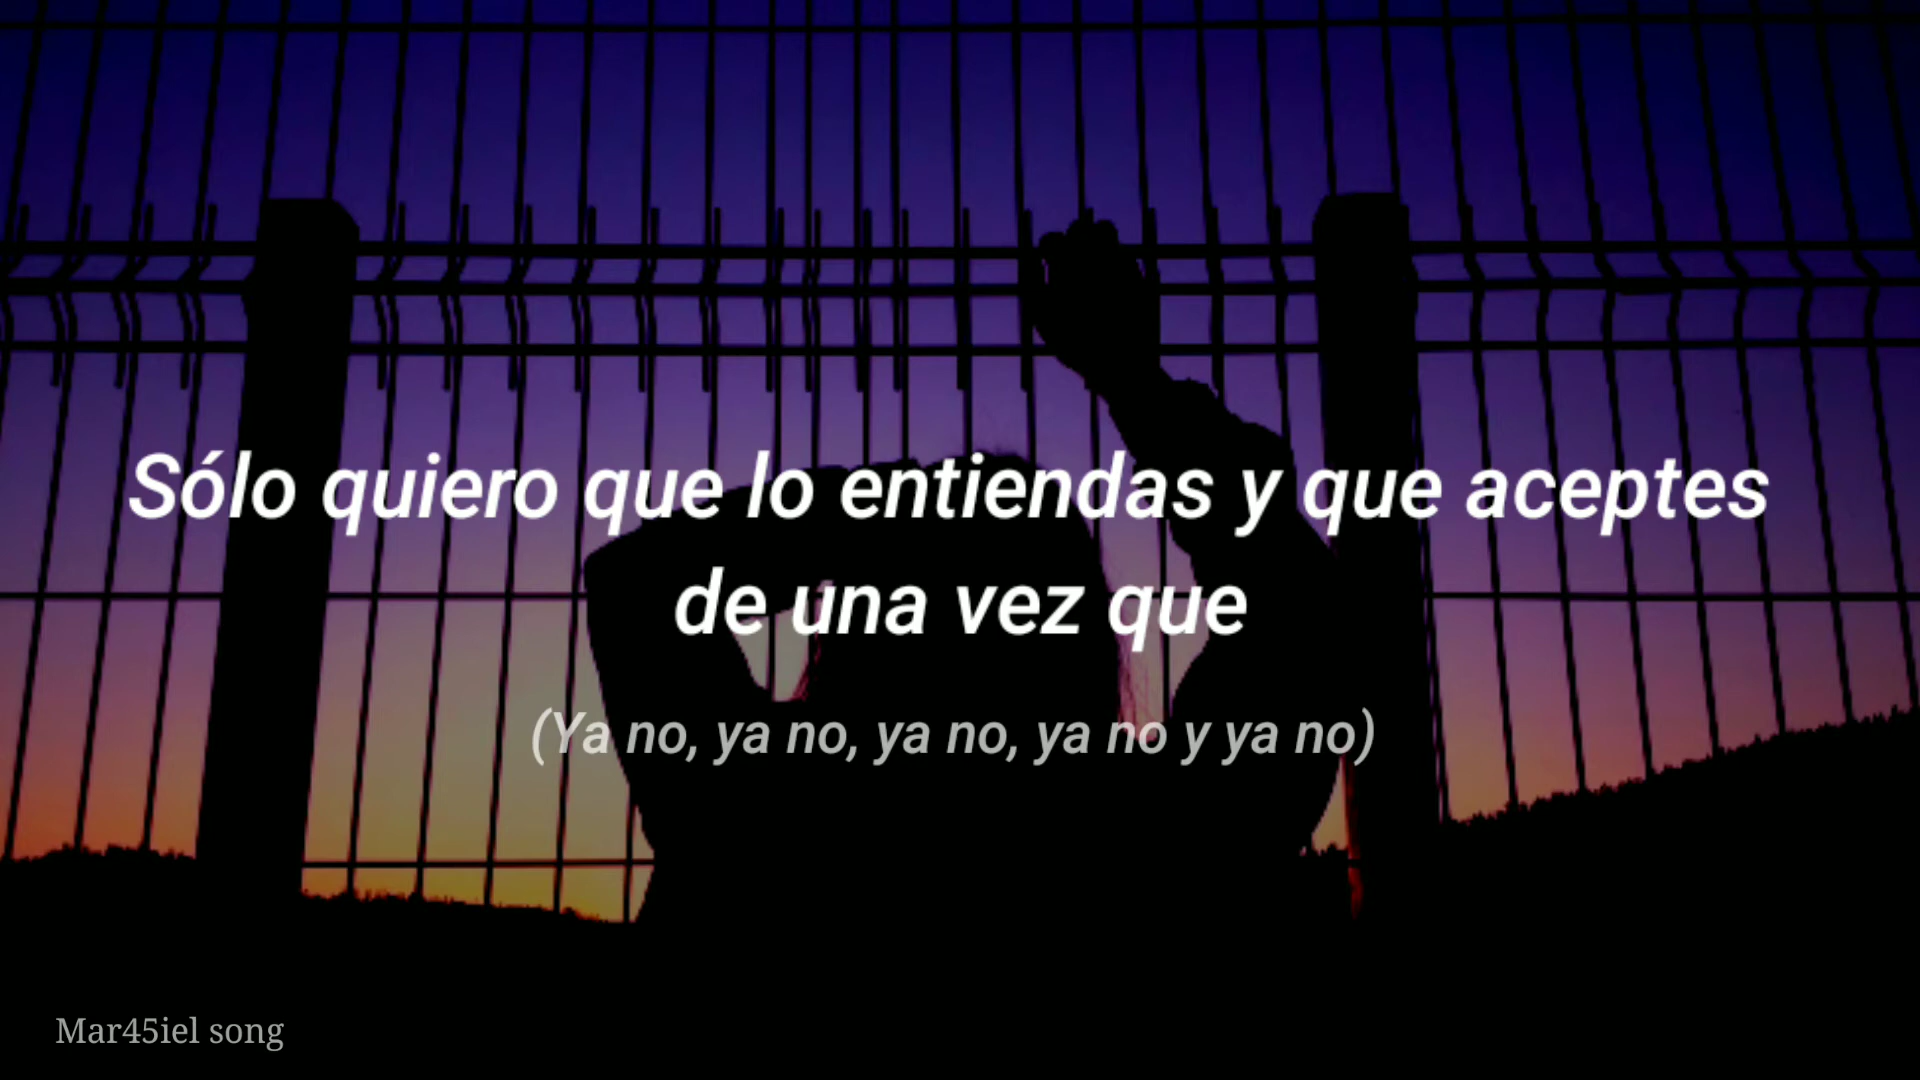 Sólo quiero que lo entiendas y que aceptes
de una vez que
(Ya no, ya no, ya no, ya no y ya no)
Mar45iel song